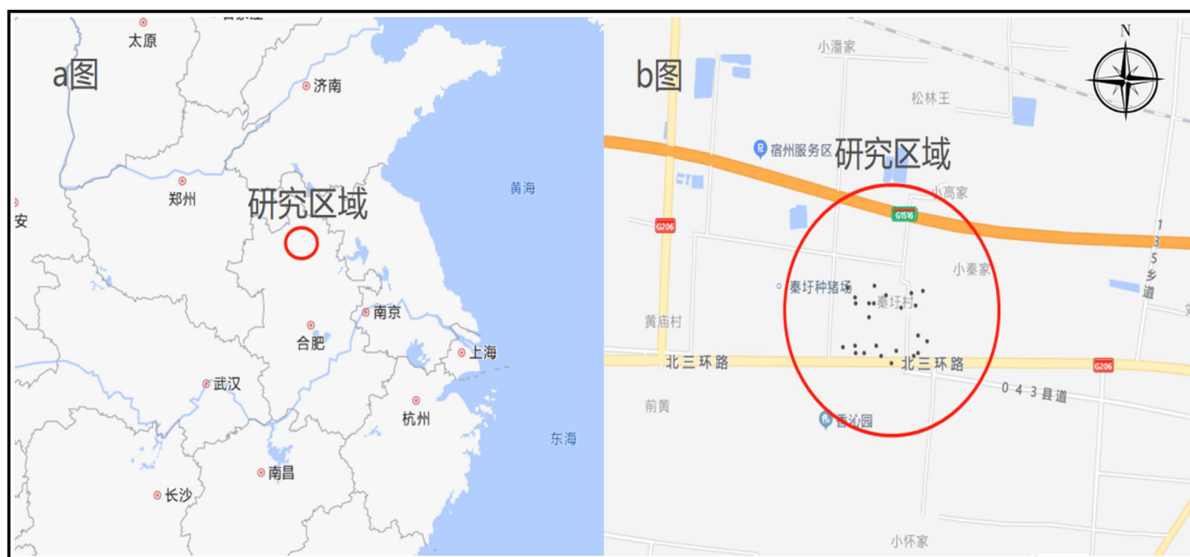 太原
a图
济南
郑州
安
研究区域
黄海
合肥
南京
上海
武汉
杭州
东海
南昌
长沙
b图
小潘家
N
松林王
宿州服务区
研究区域
小高家
G1516
G206
135乡道
小秦家
秦圩种猪场
秦圩村
黄庙村
北三环路
北三环路
G206
043县道
前黄
香沁园
小怀家